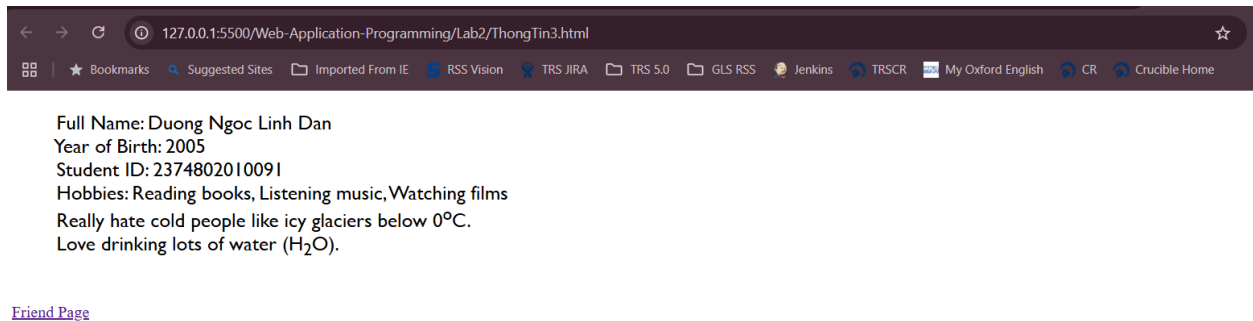 127.0.0.1:5500/Web-Application-Programming/Lab2/ThongTin3.html
Bookmarks Suggested Sites Imported From IE RSS Vision TRS JIRA TRS 5.0 GLS RSS Jenkins TRSCR My Oxford English CR Crucible Home
Full Name: Duong Ngoc Linh Dan
Year of Birth: 2005
Student ID: 2374802010091
Hobbies: Reading books, Listening music, Watching films
Really hate cold people like icy glaciers below 0°C.
Love drinking lots of water (H₂O).
Friend Page